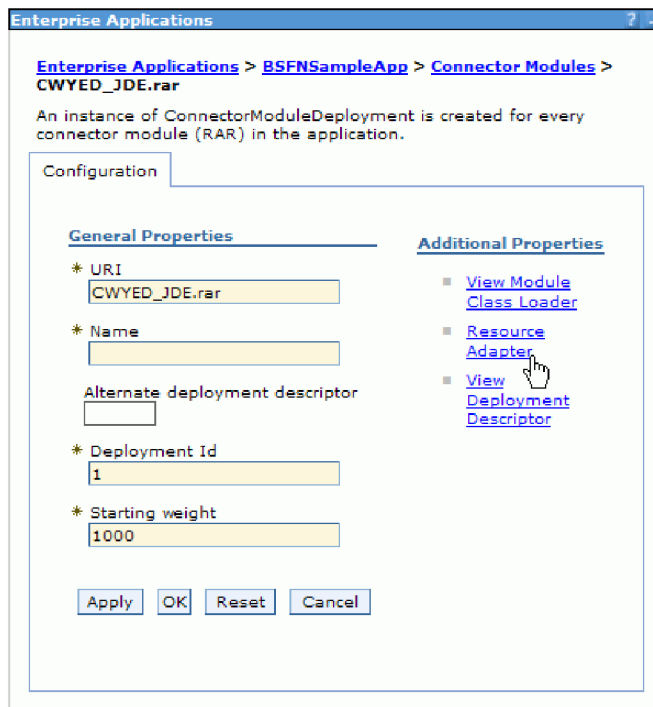 Enterprise Applications ? -
Enterprise Applications > BSFNSampleApp > Connector Modules >
CWYED_JDE.rar
An instance of ConnectorModuleDeployment is created for every
connector module (RAR) in the application.
Configuration
General Properties
* URI
CWYED_JDE.rar
* Name
Alternate deployment descriptor
* Deployment Id
1
* Starting weight
1000
Apply OK Reset Cancel
Additional Properties
View Module
Class Loader
Resource
Adapter
View
Deployment
Descriptor